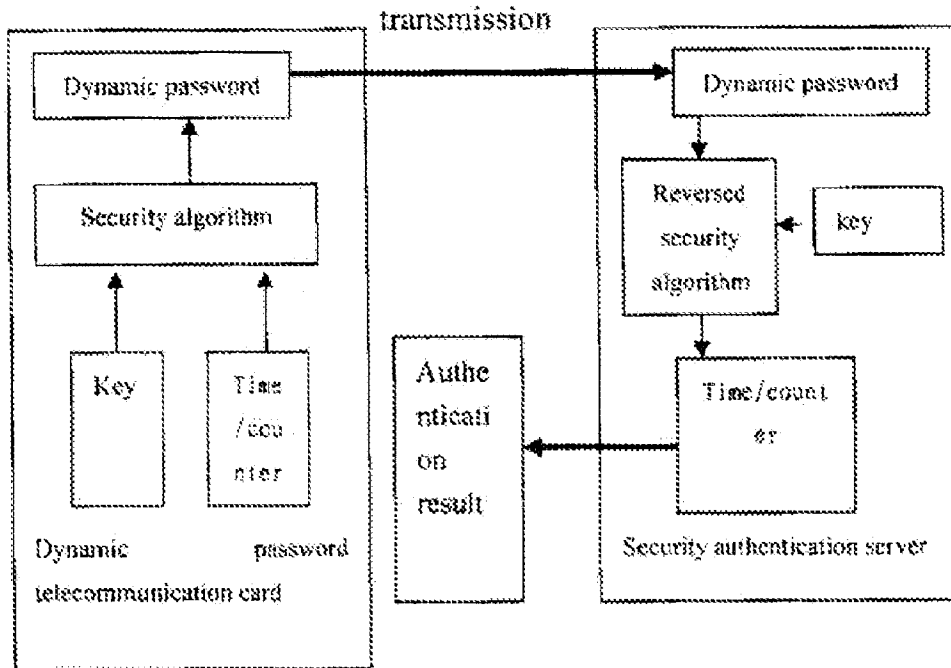 transmission
Dynamic password
Security algorithm
Key
Time
/cou
nter
Dynamic password
telecommunication card
Authe
nticati
on
result
Dynamic password
Reversed
security
algorithm
key
Time/count
er
Security authentication server